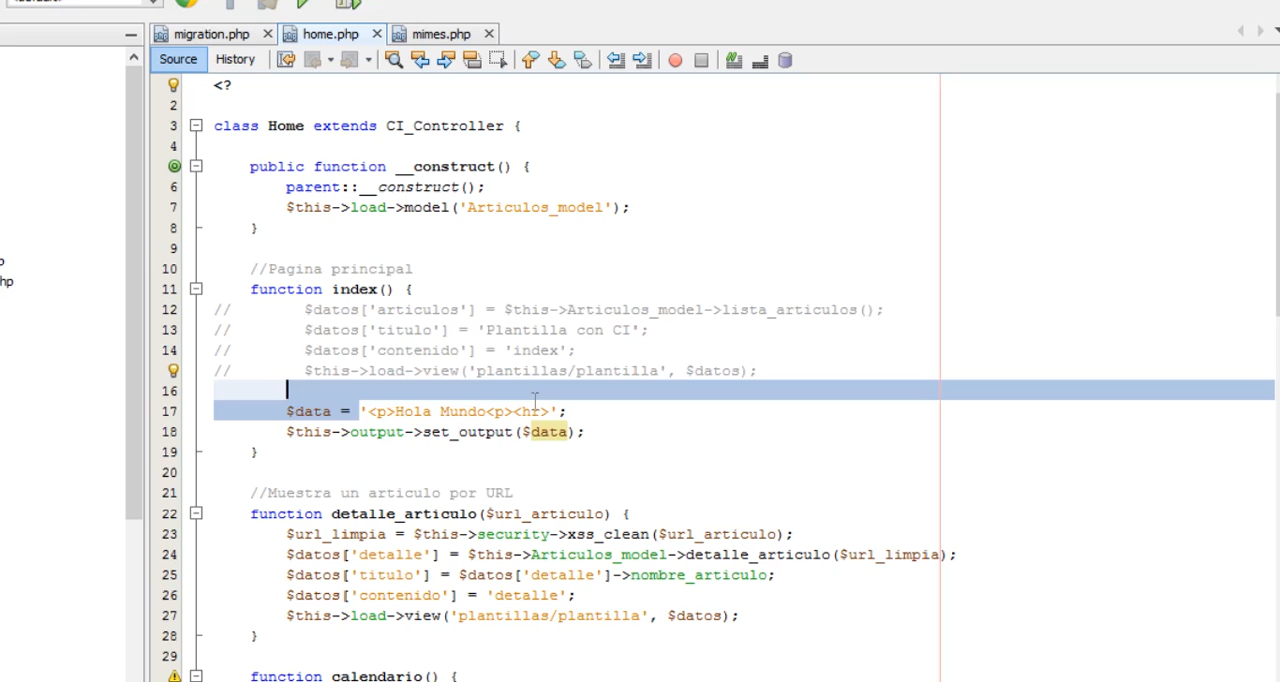 migration.php home.php mimes.php
Source History
<?
2
3 class Home extends CI_Controller {
4
public function __construct() {
6 parent::__construct();
7 $this->load->model('Articulos_model');
8 }
9
10 //Pagina principal
11 function index() {
12 // $datos['articulos'] = $this->Articulos_model->lista_articulos();
13 // $datos['titulo'] = 'Plantilla con CI';
14 // $datos['contenido'] = 'index';
// $this->load->view('plantillas/plantilla', $datos);
16
17 $data = '<p>Hola Mundo<p><hr>';
18 $this->output->set_output($data);
19 }
20
21 //Muestra un articulo por URL
22 function detalle_articulo($url_articulo) {
23 $url_limpia = $this->security->xss_clean($url_articulo);
24 $datos['detalle'] = $this->Articulos_model->detalle_articulo($url_limpia);
25 $datos['titulo'] = $datos['detalle']->nombre_articulo;
26 $datos['contenido'] = 'detalle';
27 $this->load->view('plantillas/plantilla', $datos);
28 }
29
function calendario() {